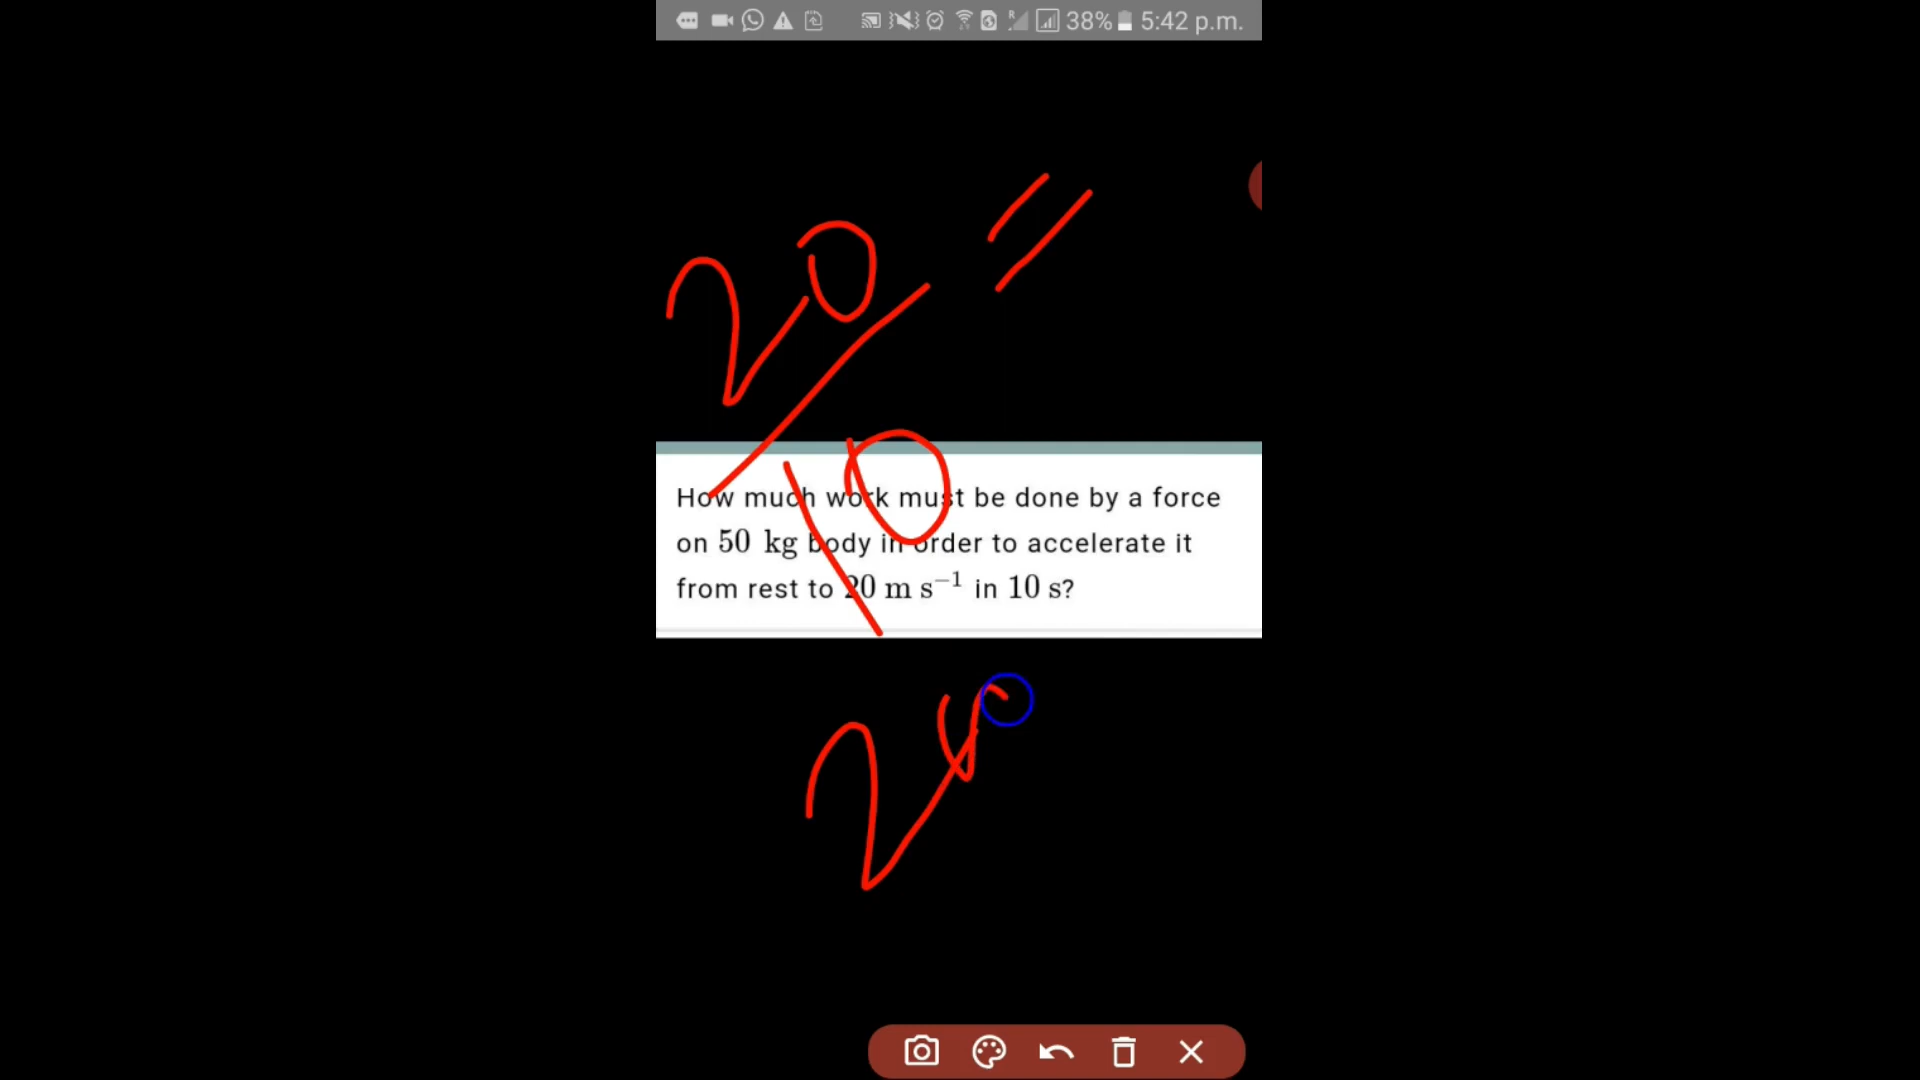 38% 5:42 p.m.
20 =
10
How much work must be done by a force
on 50 kg body in order to accelerate it
from rest to 20 m s⁻¹ in 10 s?
2